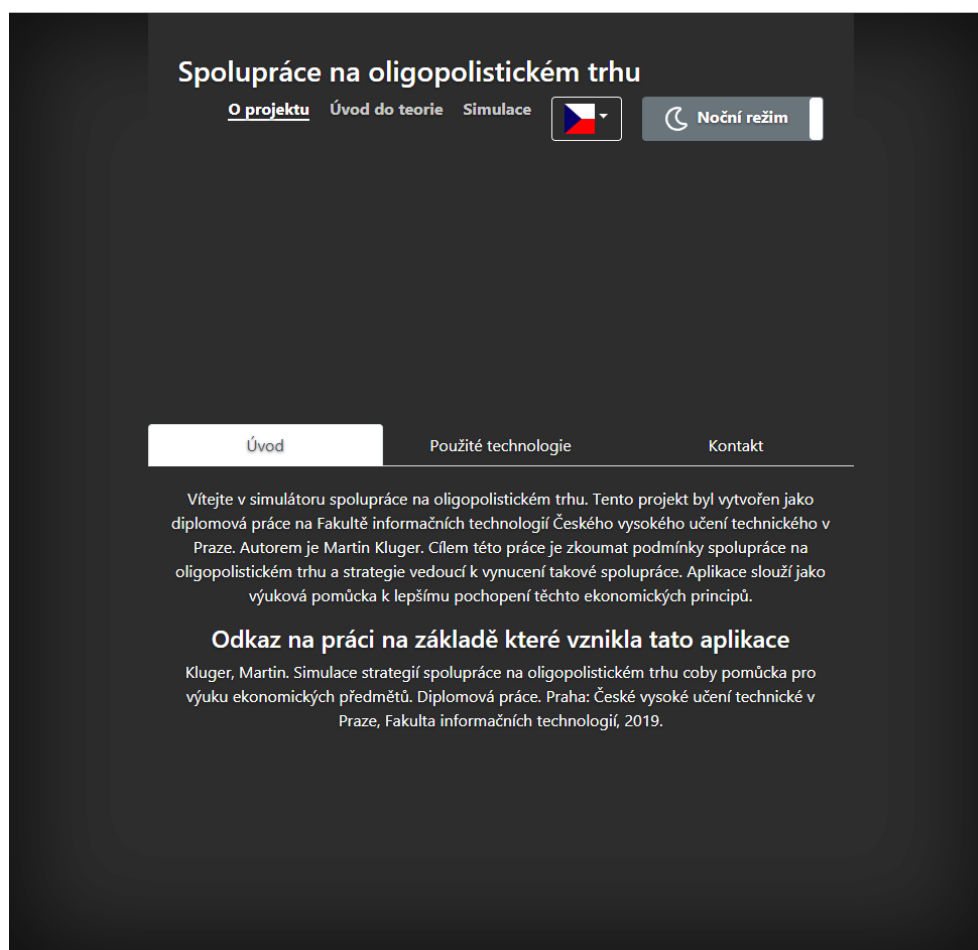 Spolupráce na oligopolistickém trhu
O projektu Úvod do teorie Simulace Noční režim
Úvod Použité technologie Kontakt
Vítejte v simulátoru spolupráce na oligopolistickém trhu. Tento projekt byl vytvořen jako
diplomová práce na Fakultě informačních technologií Českého vysokého učení technického v
Praze. Autorem je Martin Kluger. Cílem této práce je zkoumat podmínky spolupráce na
oligopolistickém trhu a strategie vedoucí k vynucení takové spolupráce. Aplikace slouží jako
výuková pomůcka k lepšímu pochopení těchto ekonomických principů.
Odkaz na práci na základě které vznikla tato aplikace
Kluger, Martin. Simulace strategií spolupráce na oligopolistickém trhu coby pomůcka pro
výuku ekonomických předmětů. Diplomová práce. Praha: České vysoké učení technické v
Praze, Fakulta informačních technologií, 2019.